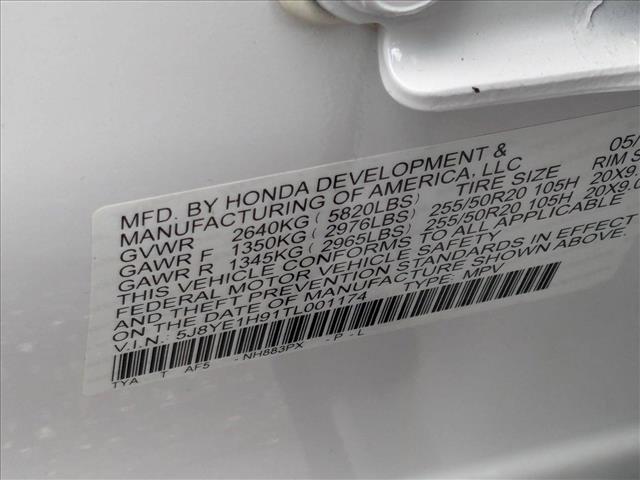 MFD. BY HONDA DEVELOPMENT & 05/
MANUFACTURING OF AMERICA, LLC
GVWR 2640KG ( 5820LBS) TIRE SIZE RIM S
GAWR F 1350KG ( 2976LBS) 255/50R20 105H 20X9.
GAWR R 1345KG ( 2965LBS) 255/50R20 105H 20X9.0
THIS VEHICLE CONFORMS TO ALL APPLICABLE
FEDERAL MOTOR VEHICLE SAFETY
AND THEFT PREVENTION STANDARDS IN EFFECT
ON THE DATE OF MANUFACTURE SHOWN ABOVE.
V.I.N.: 5J8YE1H91TL001174 TYPE: MPV
TYA T AF5 - NH883PX - P - L